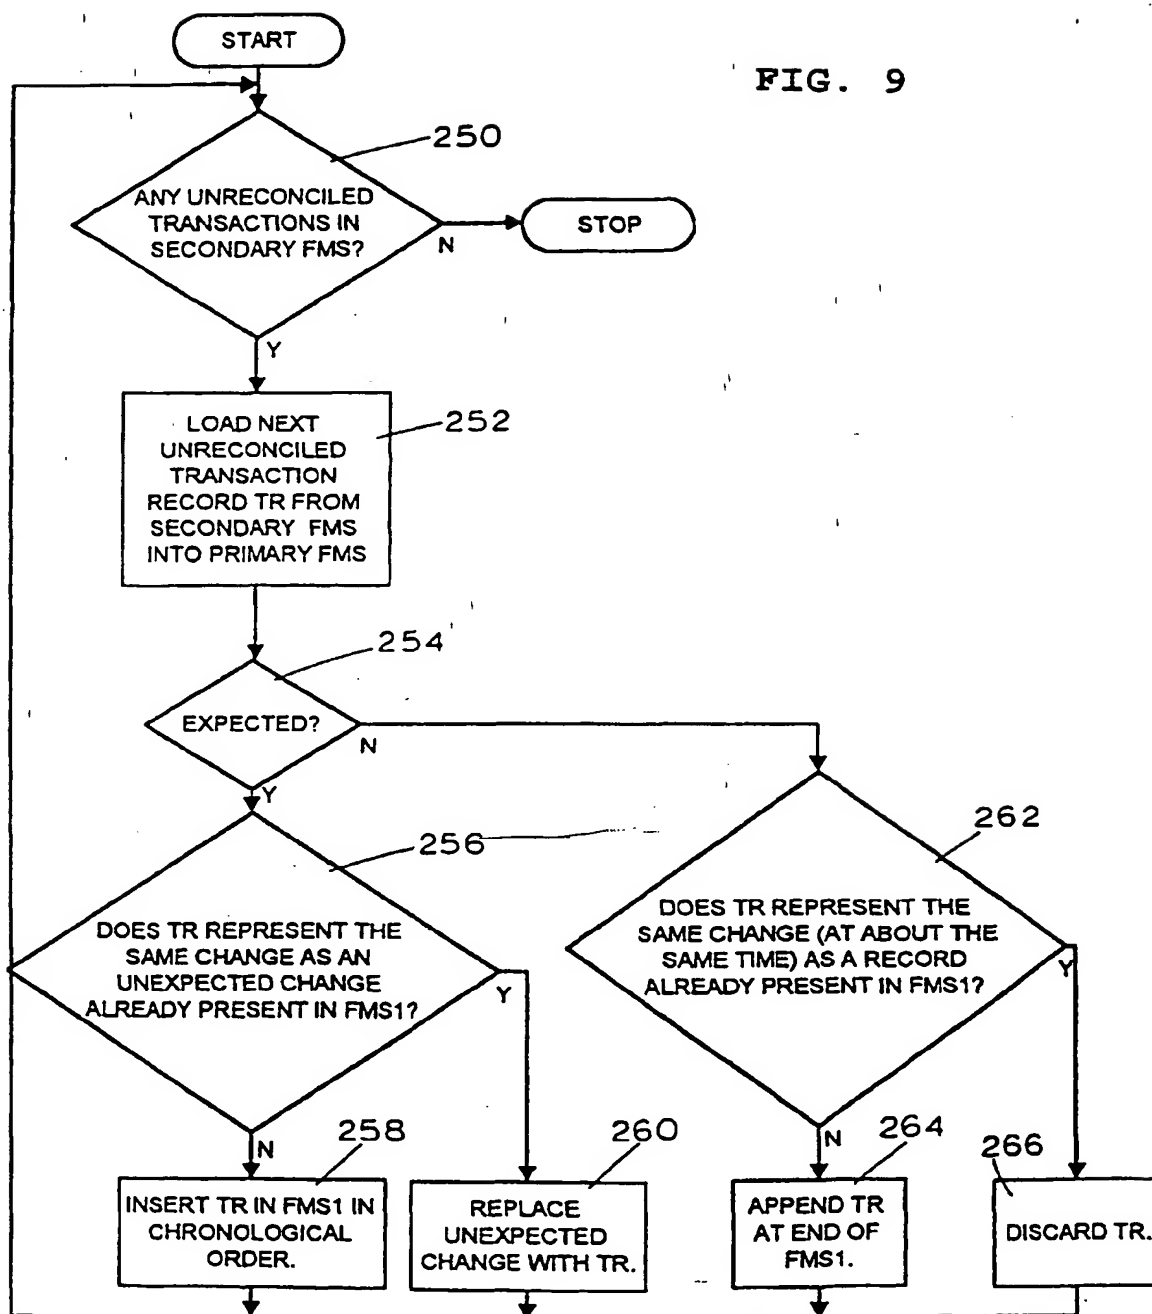 START
FIG. 9
250
ANY UNRECONCILED
TRANSACTIONS IN
SECONDARY FMS?
N
STOP
Y
LOAD NEXT
UNRECONCILED
TRANSACTION
RECORD TR FROM
SECONDARY FMS
INTO PRIMARY FMS
252
254
EXPECTED?
N
Y
256
DOES TR REPRESENT THE
SAME CHANGE AS AN
UNEXPECTED CHANGE
ALREADY PRESENT IN FMS1?
Y
N
262
DOES TR REPRESENT THE
SAME CHANGE (AT ABOUT THE
SAME TIME) AS A RECORD
ALREADY PRESENT IN FMS1?
Y
N
258
INSERT TR IN FMS1 IN
CHRONOLOGICAL
ORDER.
260
REPLACE
UNEXPECTED
CHANGE WITH TR.
264
APPEND TR
AT END OF
FMS1.
266
DISCARD TR.